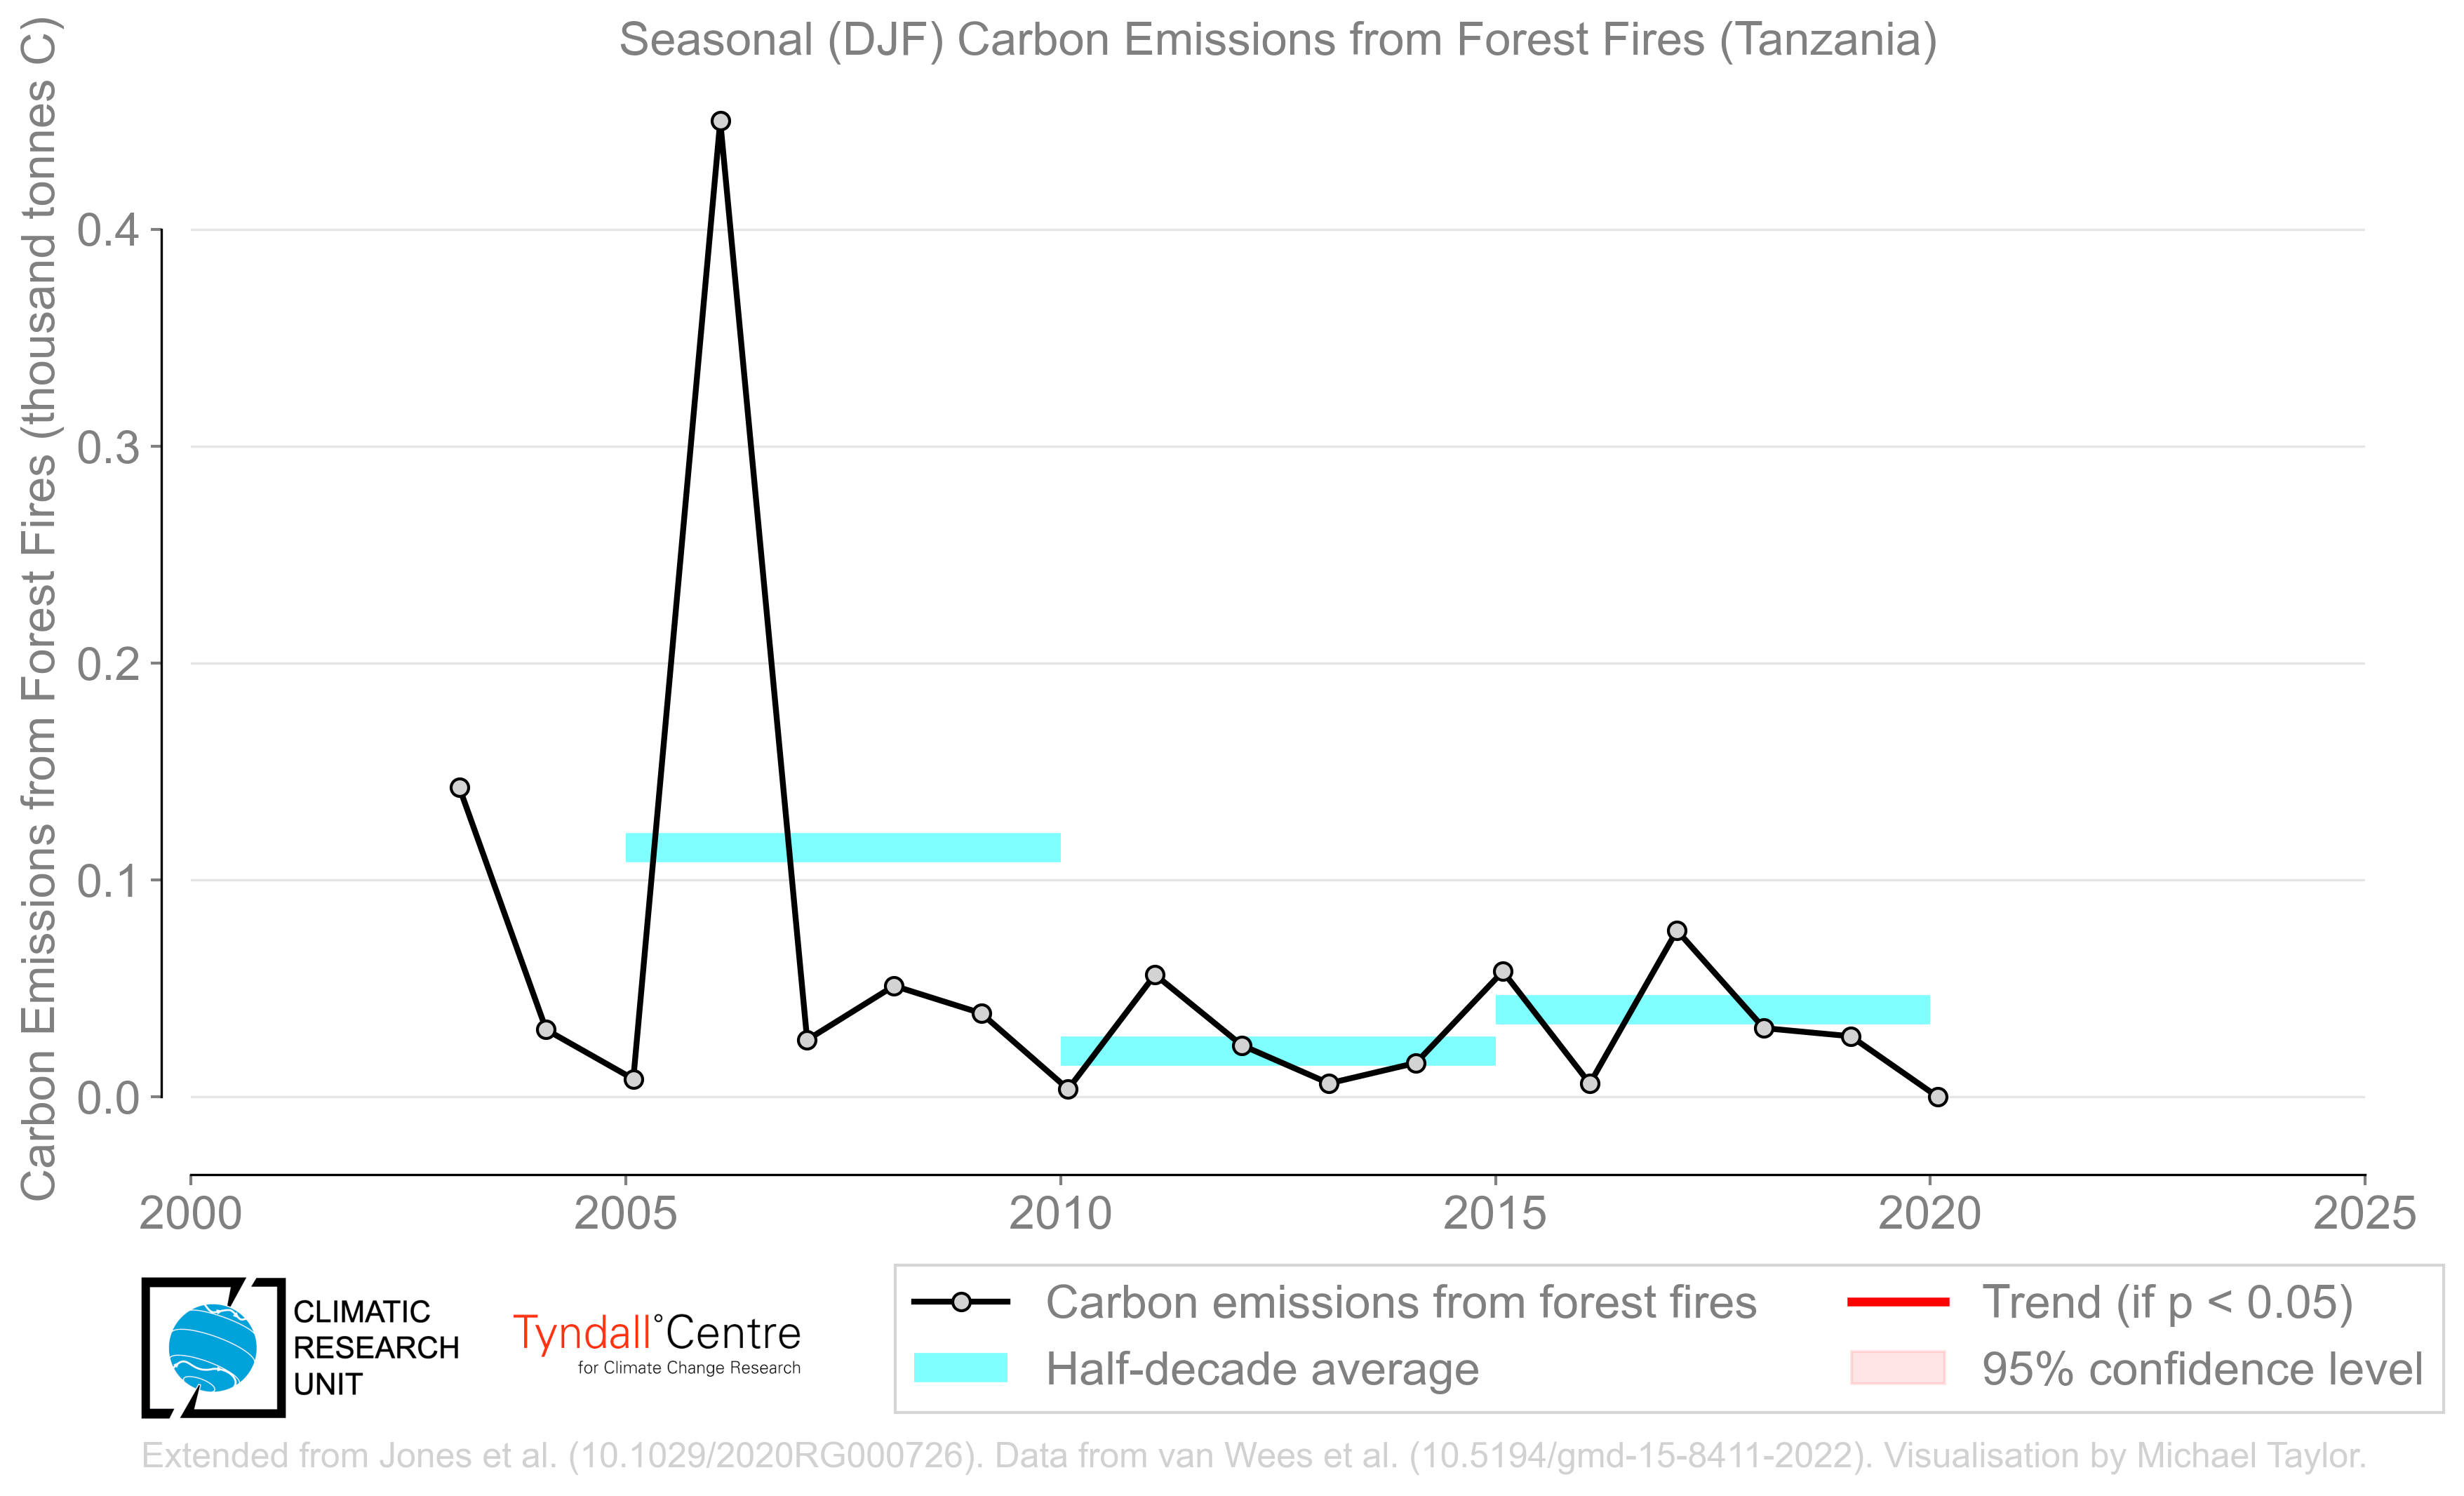 Seasonal (DJF) Carbon Emissions from Forest Fires (Tanzania)
Carbon Emissions from Forest Fires (thousand tonnes C)
0.4
0.3
0.2
0.1
0.0
2000
2005
2010
2015
2020
2025
CLIMATIC
RESEARCH
UNIT
Tyndall°Centre
for Climate Change Research
Carbon emissions from forest fires
Half-decade average
Trend (if p < 0.05)
95% confidence level
Extended from Jones et al. (10.1029/2020RG000726). Data from van Wees et al. (10.5194/gmd-15-8411-2022). Visualisation by Michael Taylor.